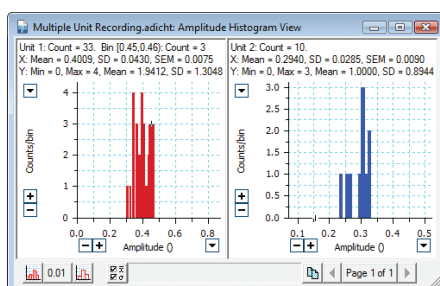 Multiple Unit Recording.adicht: Amplitude Histogram View
Unit 1: Count = 33. Bin [0.45,0.46): Count = 3
X: Mean = 0.4009, SD = 0.0430, SEM = 0.0075
Y: Min = 0, Max = 4, Mean = 1.9412, SD = 1.3048
4
3
2
1
0
Counts/bin
0.0 0.2 0.4 0.6 0.8
Amplitude ()
Unit 2: Count = 10.
X: Mean = 0.2940, SD = 0.0285, SEM = 0.0090
Y: Min = 0, Max = 3, Mean = 1.0000, SD = 0.8944
3.0
2.5
2.0
1.5
1.0
0.5
0.0
Counts/bin
0.1 0.2 0.3 0.4 0.5
Amplitude ()
0.01
Page 1 of 1